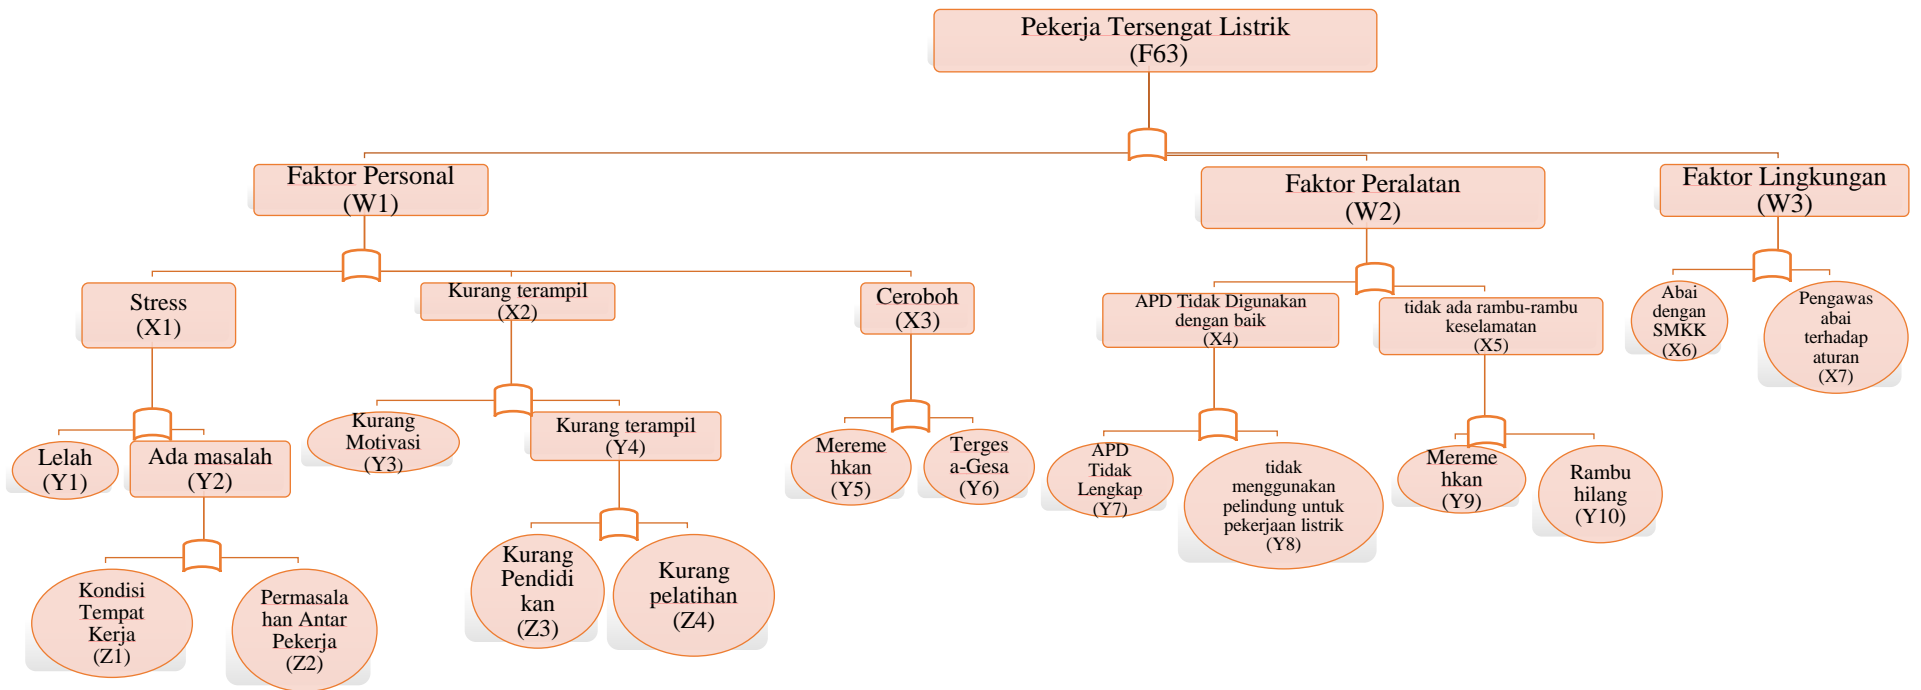 Pekerja Tersengat Listrik
(F63)
Faktor Personal
(W1)
Faktor Peralatan
(W2)
Faktor Lingkungan
(W3)
Stress
(X1)
Kurang terampil
(X2)
Ceroboh
(X3)
APD Tidak Digunakan
dengan baik
(X4)
tidak ada rambu-rambu
keselamatan
(X5)
Abai
dengan
SMKK
(X6)
Pengawas
abai
terhadap
aturan
(X7)
Lelah
(Y1)
Ada masalah
(Y2)
Kurang
Motivasi
(Y3)
Kurang terampil
(Y4)
Mereme
hkan
(Y5)
Terges
a-Gesa
(Y6)
APD
Tidak
Lengkap
(Y7)
tidak
menggunakan
pelindung untuk
pekerjaan listrik
(Y8)
Mereme
hkan
(Y9)
Rambu
hilang
(Y10)
Kondisi
Tempat
Kerja
(Z1)
Permasala
han Antar
Pekerja
(Z2)
Kurang
Pendidi
kan
(Z3)
Kurang
pelatihan
(Z4)